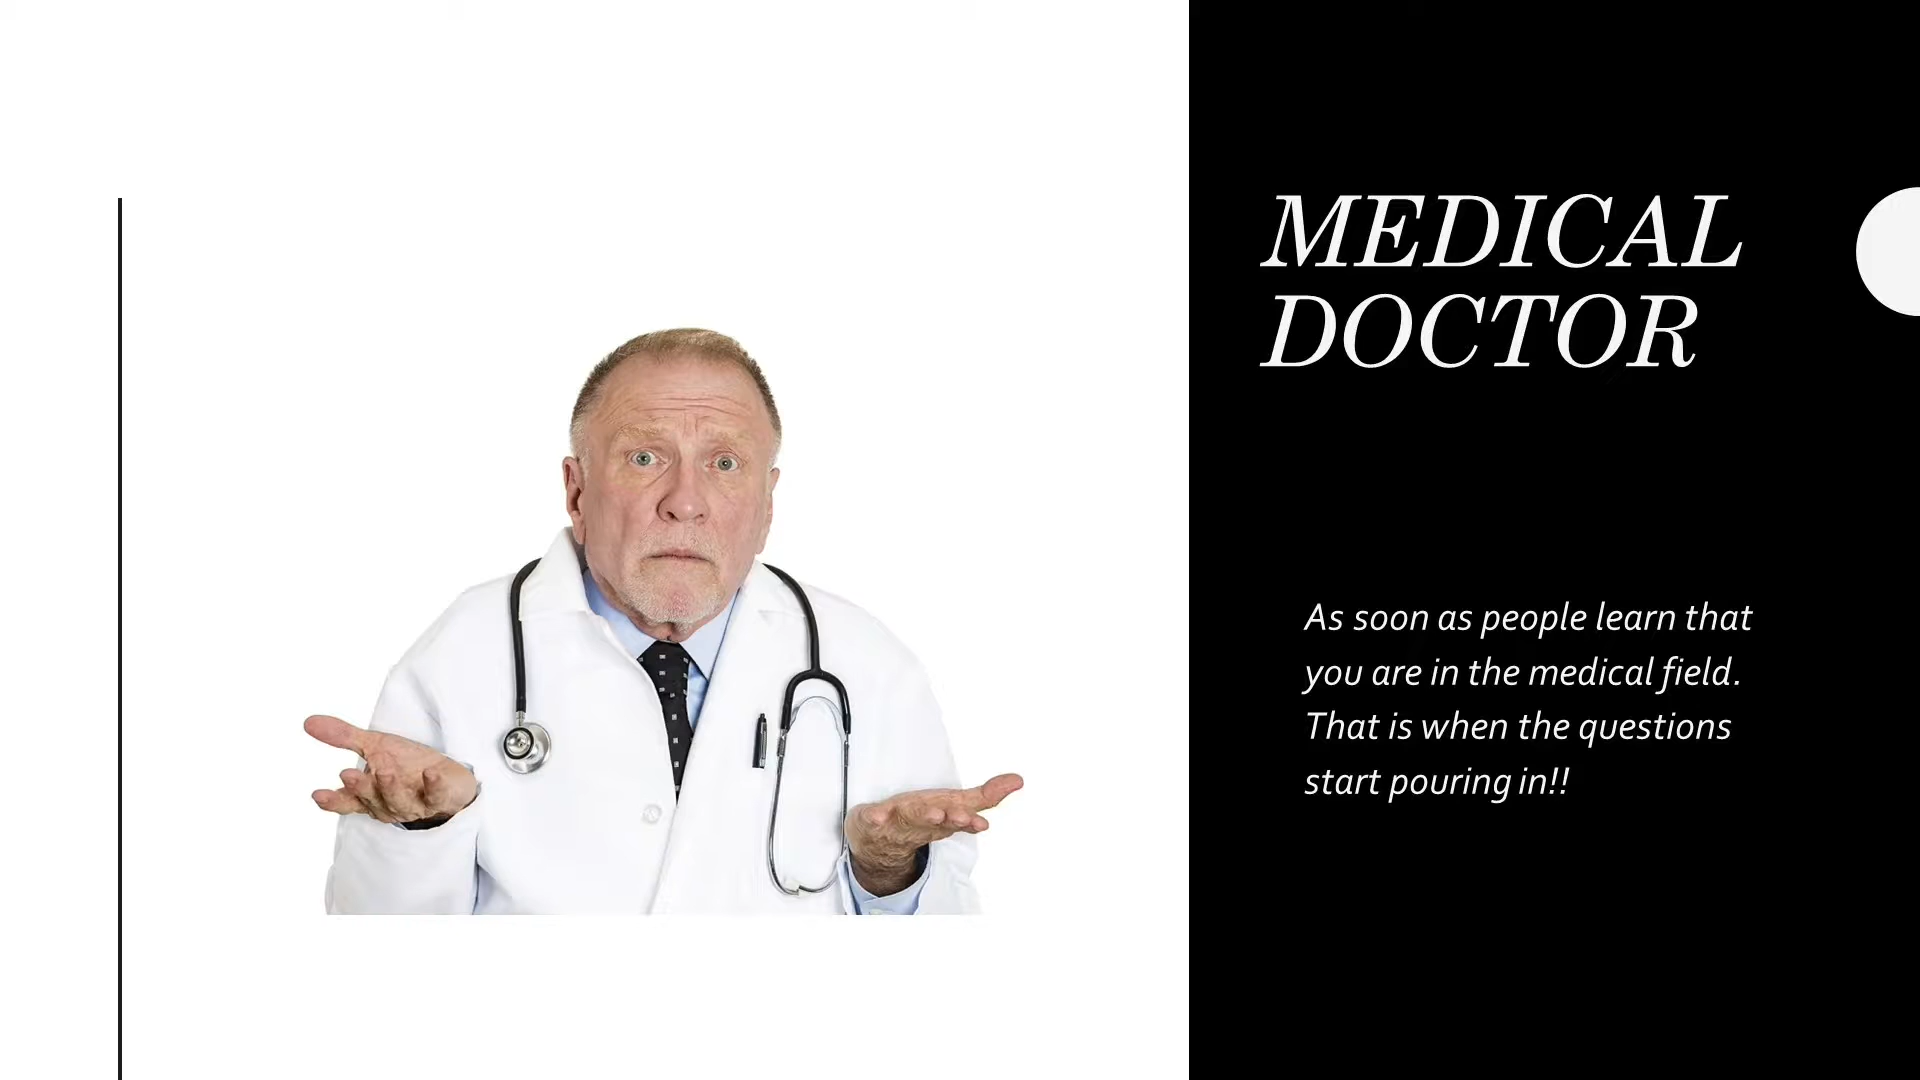 MEDICAL
DOCTOR
As soon as people learn that
you are in the medical field.
That is when the questions
start pouring in!!